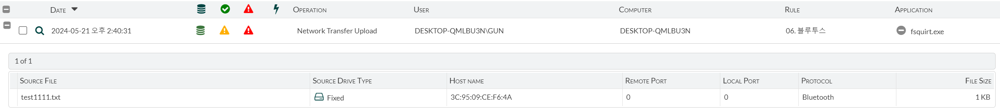 Date Operation User Computer Rule Application
2024-05-21 오후 2:40:31 Network Transfer Upload DESKTOP-QMLBU3N\GUN DESKTOP-QMLBU3N 06. 블루투스 fsquirt.exe
1 of 1
Source File Source Drive Type Host name Remote Port Local Port Protocol File Size
test1111.txt Fixed 3C:95:09:CE:F6:4A 0 0 Bluetooth 1 KB